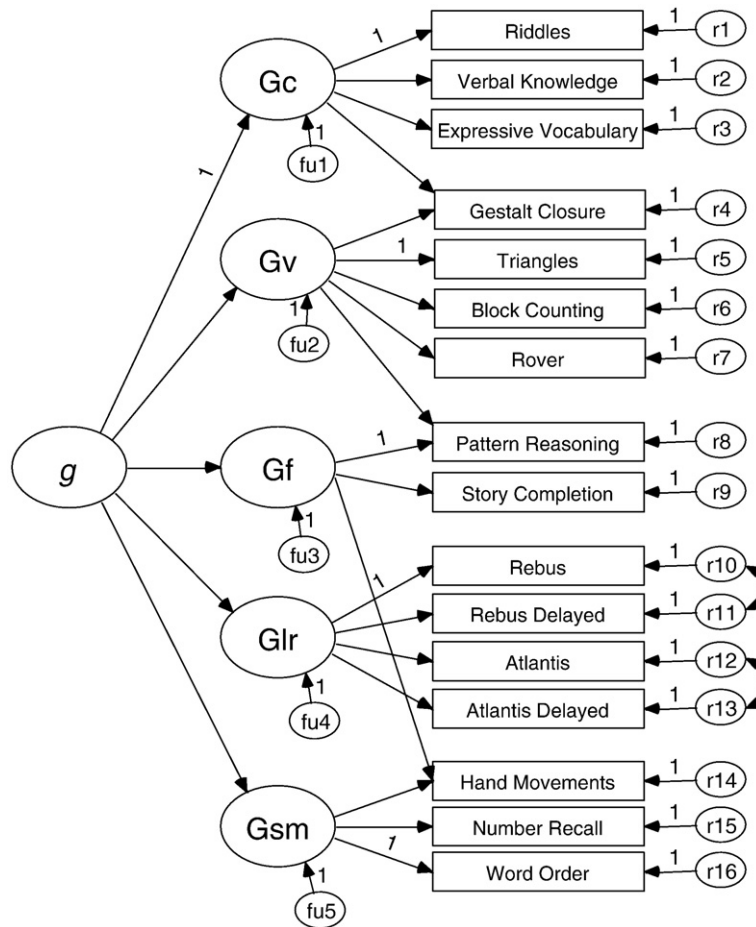 1
Riddles
1
r1
Gc
Verbal Knowledge
1
r2
Expressive Vocabulary
1
r3
1
fu1
1
Gestalt Closure
1
r4
Gv
1
Triangles
1
r5
1
fu2
Block Counting
1
r6
Rover
1
r7
g
Gf
1
Pattern Reasoning
1
r8
Story Completion
1
r9
1
fu3
1
Rebus
1
r10
Glr
Rebus Delayed
1
r11
Atlantis
1
r12
1
fu4
Atlantis Delayed
1
r13
Gsm
Hand Movements
1
r14
Number Recall
1
r15
1
Word Order
1
r16
1
fu5